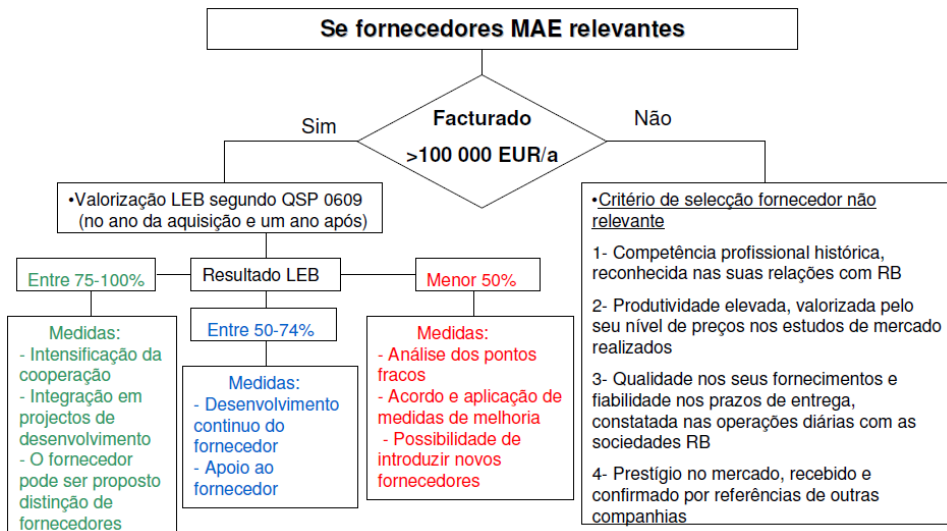 Se fornecedores MAE relevantes
Sim
Facturado
>100 000 EUR/a
Não
•Valorização LEB segundo QSP 0609
(no ano da aquisição e um ano após)
Entre 75-100%
Resultado LEB
Menor 50%
Entre 50-74%
Medidas:
- Intensificação da
cooperação
- Integração em
projectos de
desenvolvimento
- O fornecedor
pode ser proposto
distinção de
fornecedores
Medidas:
- Desenvolvimento
continuo do
fornecedor
- Apoio ao
fornecedor
Medidas:
- Análise dos pontos
fracos
- Acordo e aplicação de
medidas de melhoria
- Possibilidade de
introduzir novos
fornecedores
•Critério de selecção fornecedor não
relevante
1- Competência profissional histórica,
reconhecida nas suas relações com RB
2- Produtividade elevada, valorizada pelo
seu nível de preços nos estudos de mercado
realizados
3- Qualidade nos seus fornecimentos e
fiabilidade nos prazos de entrega,
constatada nas operações diárias com as
sociedades RB
4- Prestígio no mercado, recebido e
confirmado por referências de outras
companhias